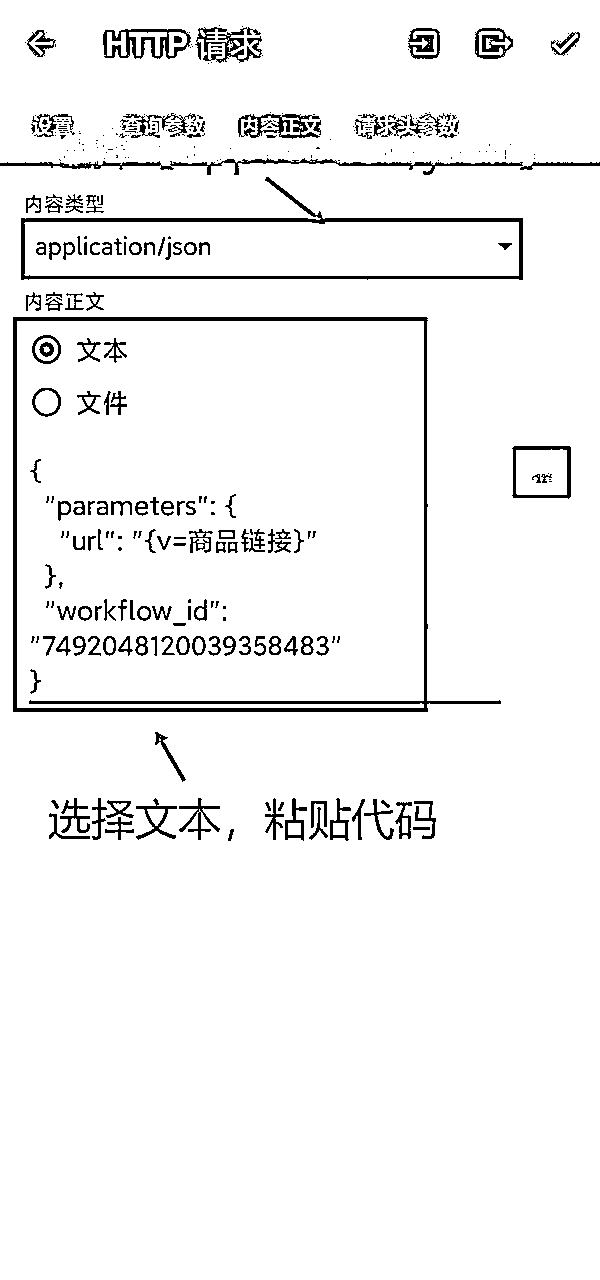 HTTP 请求
设置 查询参数 内容正文 请求头参数
内容类型
application/json
内容正文
文本
文件
{
"parameters": {
"url": "{v=商品链接}"
},
"workflow_id":
"7492048120039358483"
}
选择文本，粘贴代码